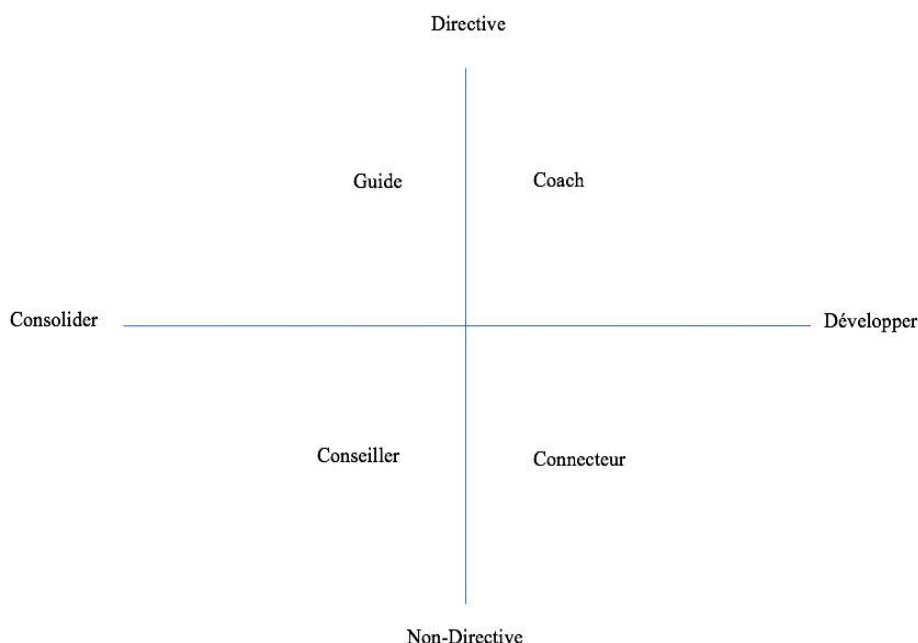 Directive
Guide
Coach
Consolider
Développer
Conseiller
Connecteur
Non-Directive